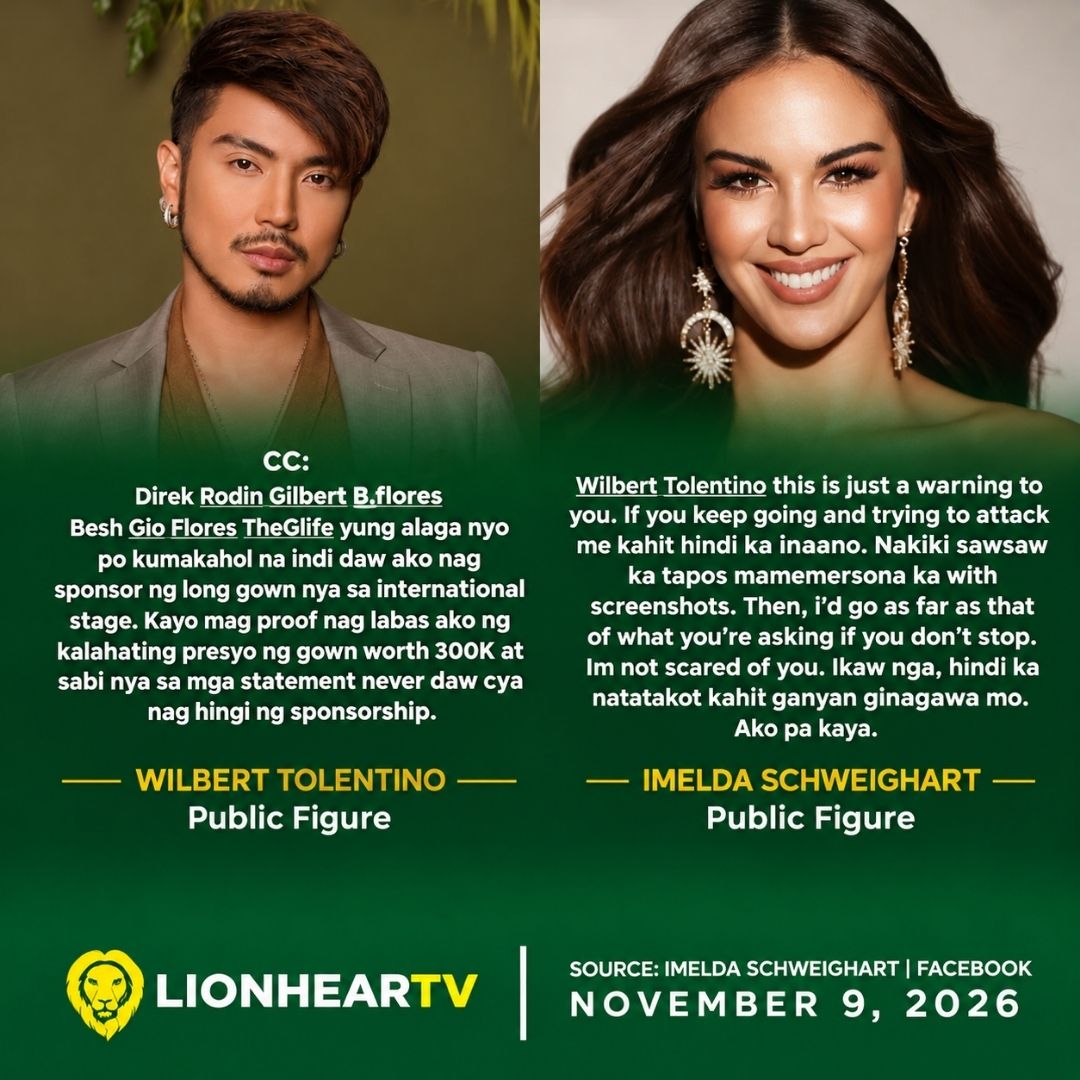 CC:
Direk Rodin Gilbert B.flores
Besh Gio Flores TheGlife yung alaga nyo
po kumakahol na indi daw ako nag
sponsor ng long gown nya sa international
stage. Kayo mag proof nag labas ako ng
kalahating presyo ng gown worth 300K at
sabi nya sa mga statement never daw cya
nag hingi ng sponsorship.
WILBERT TOLENTINO
Public Figure
Wilbert Tolentino this is just a warning to
you. If you keep going and trying to attack
me kahit hindi ka inaano. Nakiki sawsaw
ka tapos mamemersona ka with
screenshots. Then, i’d go as far as that
of what you’re asking if you don’t stop.
Im not scared of you. Ikaw nga, hindi ka
natatakot kahit ganyan ginagawa mo.
Ako pa kaya.
IMELDA SCHWEIGHART
Public Figure
LIONHEARTV
SOURCE: IMELDA SCHWEIGHART | FACEBOOK
NOVEMBER 9, 2026